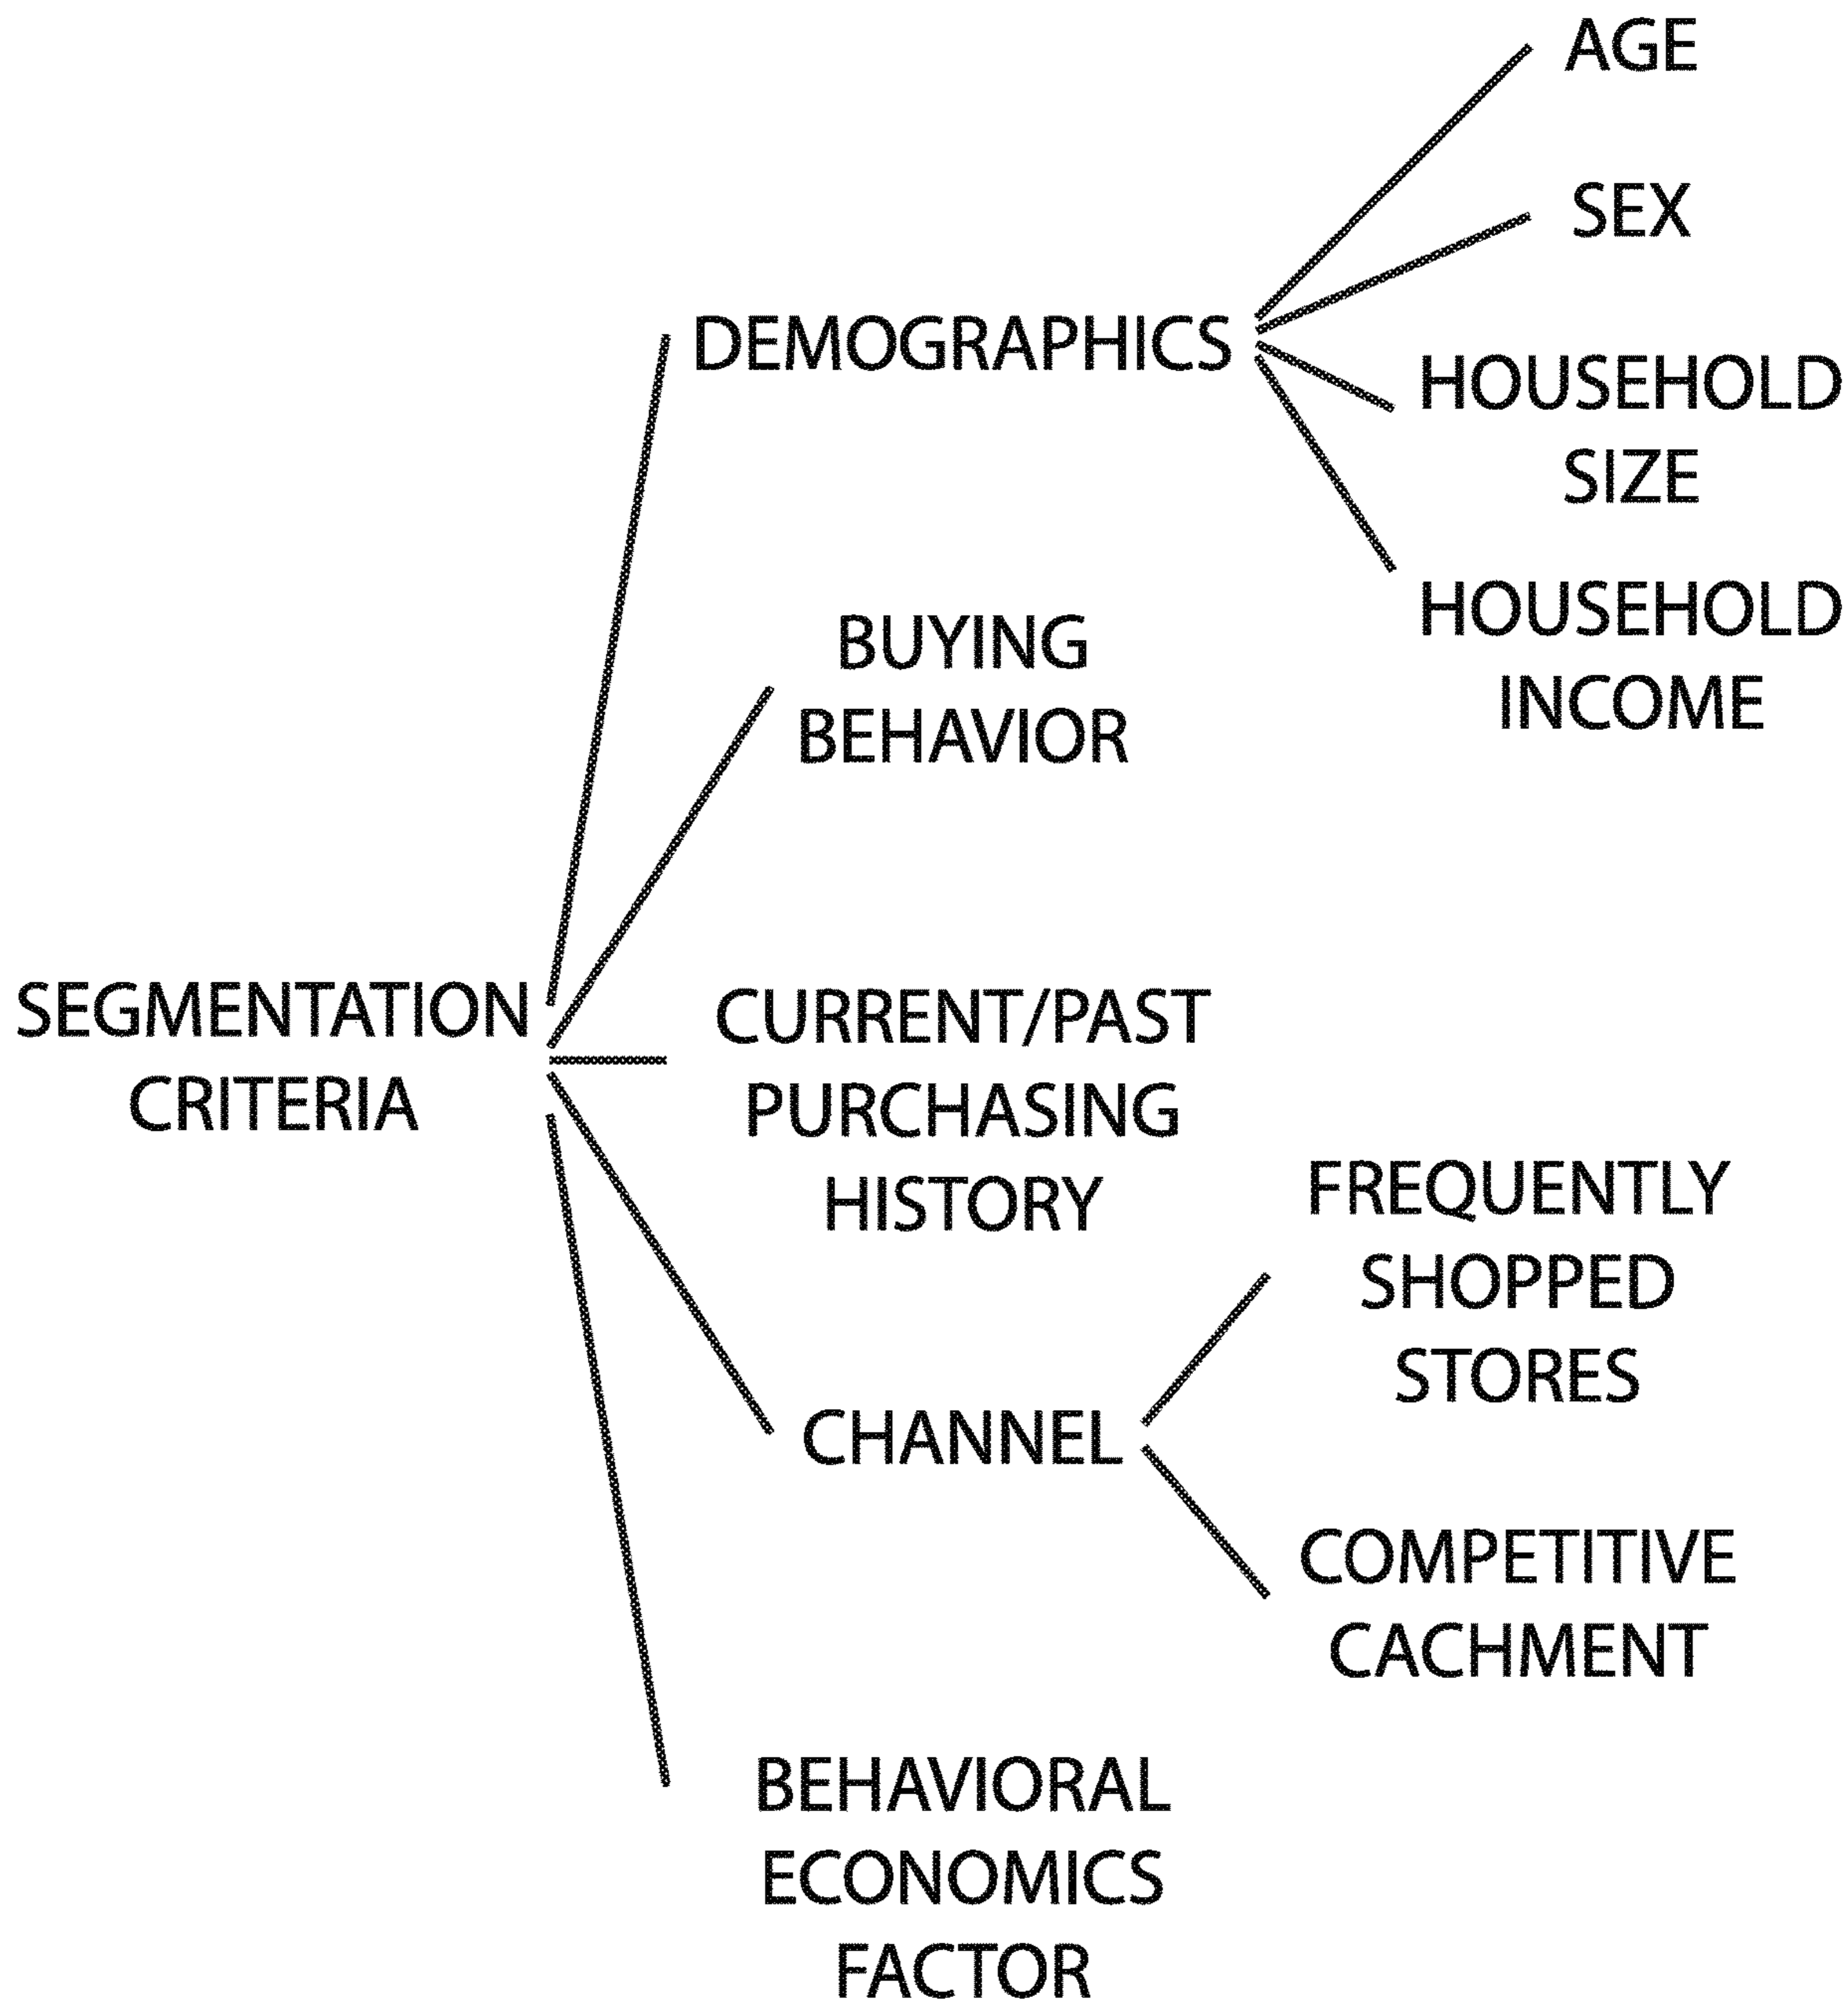 AGE
SEX
DEMOGRAPHICS
HOUSEHOLD
SIZE
HOUSEHOLD
INCOME
BUYING
BEHAVIOR
SEGMENTATION
CRITERIA
CURRENT/PAST
PURCHASING
HISTORY
FREQUENTLY
SHOPPED
STORES
CHANNEL
COMPETITIVE
CACHMENT
BEHAVIORAL
ECONOMICS
FACTOR